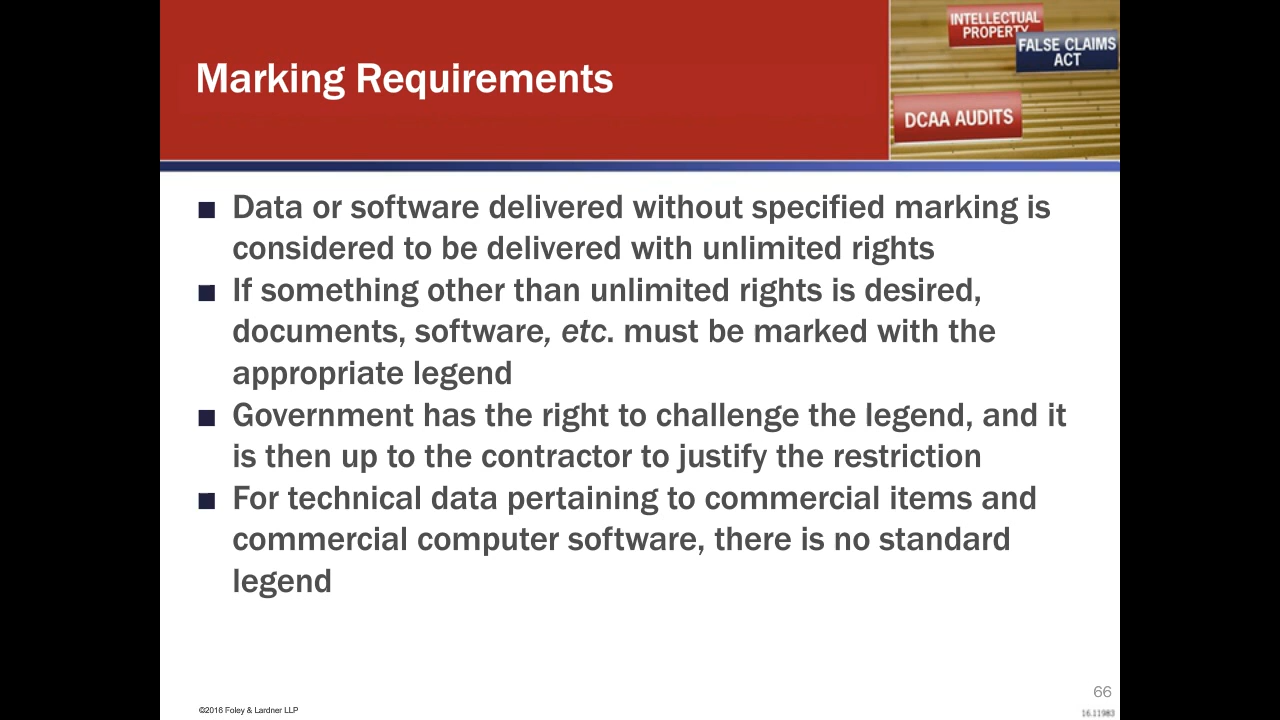 Marking Requirements
INTELLECTUAL
PROPERTY
FALSE CLAIMS
ACT
DCAA AUDITS
■ Data or software delivered without specified marking is
considered to be delivered with unlimited rights
■ If something other than unlimited rights is desired,
documents, software, etc. must be marked with the
appropriate legend
■ Government has the right to challenge the legend, and it
is then up to the contractor to justify the restriction
■ For technical data pertaining to commercial items and
commercial computer software, there is no standard
legend
66
©2016 Foley & Lardner LLP
16.11983